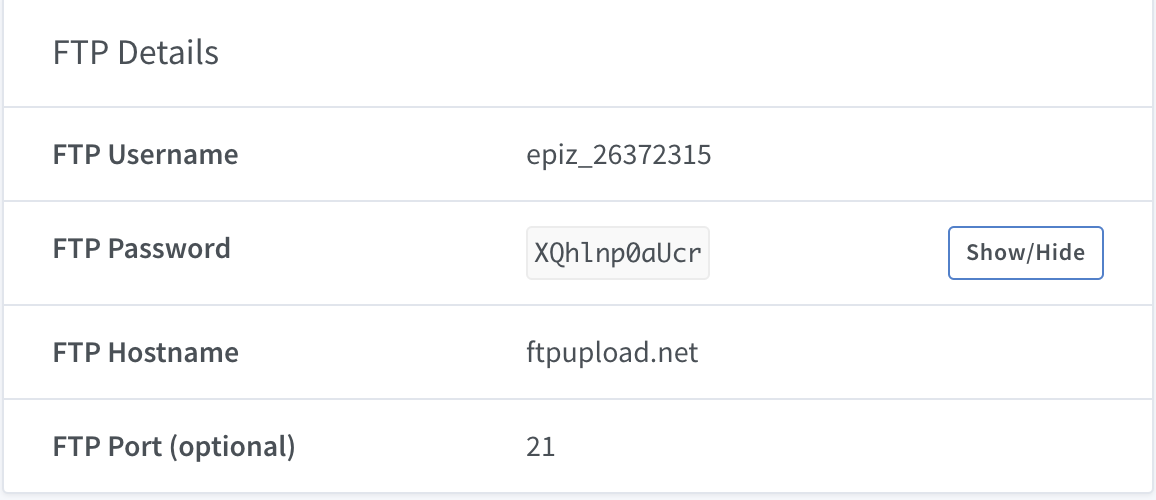 FTP Details
FTP Username epiz_26372315
FTP Password XQhlnp0aUcr Show/Hide
FTP Hostname ftpupload.net
FTP Port (optional) 21